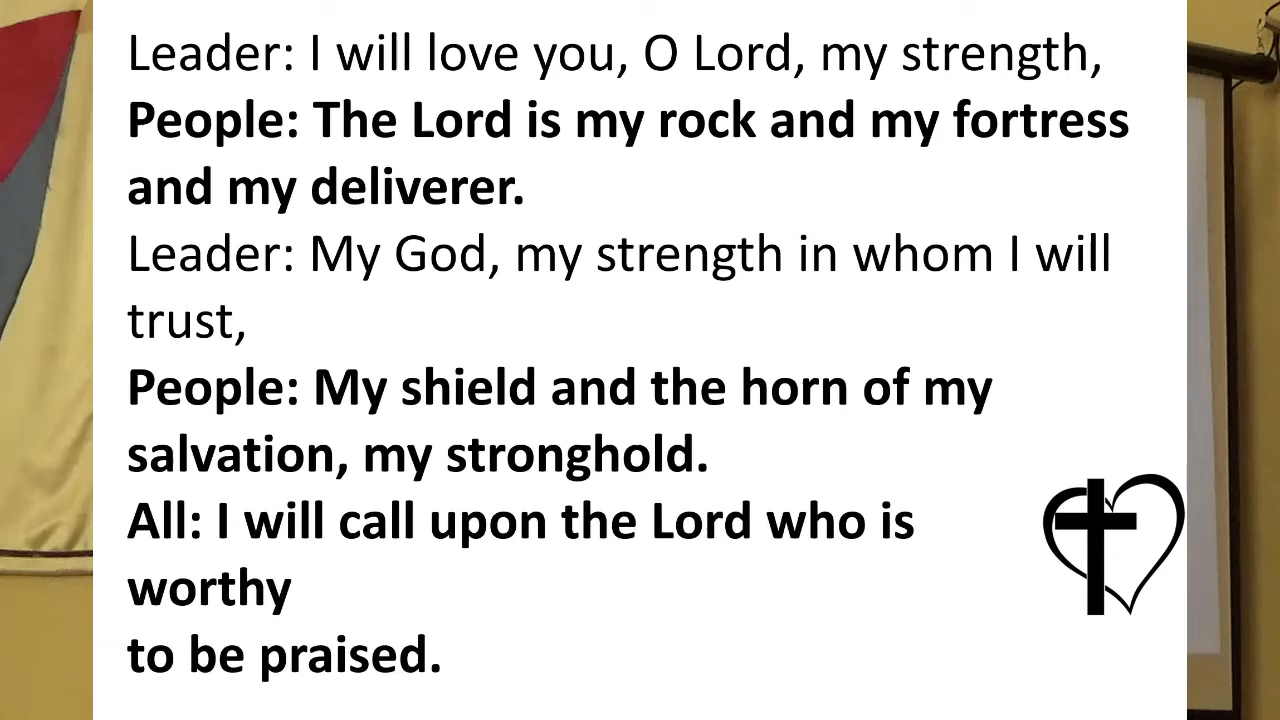 Leader: I will love you, O Lord, my strength,
People: The Lord is my rock and my fortress
and my deliverer.
Leader: My God, my strength in whom I will
trust,
People: My shield and the horn of my
salvation, my stronghold.
All: I will call upon the Lord who is
worthy
to be praised.